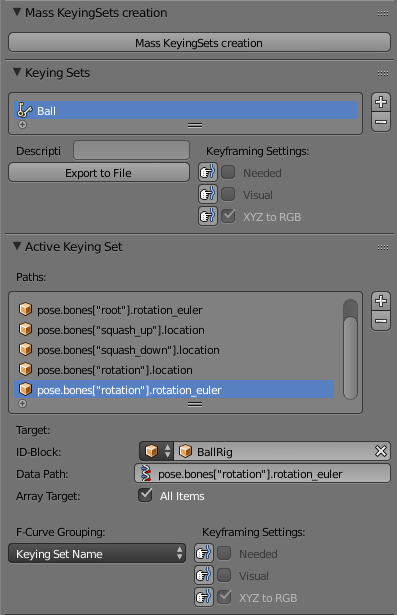 Mass KeyingSets creation
Mass KeyingSets creation
Keying Sets
Ball
Descripti
Keyframing Settings:
Export to File
Needed
Visual
XYZ to RGB
Active Keying Set
Paths:
pose.bones["root"].rotation_euler
pose.bones["squash_up"].location
pose.bones["squash_down"].location
pose.bones["rotation"].location
pose.bones["rotation"].rotation_euler
Target:
ID-Block: BallRig
Data Path: pose.bones["rotation"].rotation_euler
Array Target: All Items
F-Curve Grouping:
Keyframing Settings:
Keying Set Name
Needed
Visual
XYZ to RGB